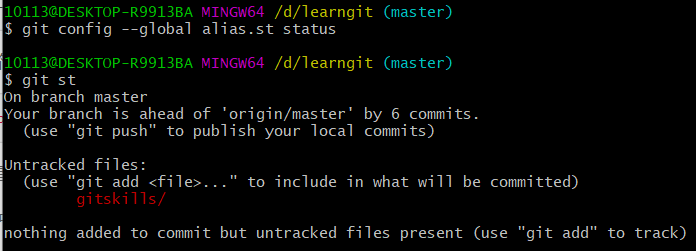 10113@DESKTOP-R9913BA MINGW64 /d/learngit (master)
$ git config --global alias.st status
10113@DESKTOP-R9913BA MINGW64 /d/learngit (master)
$ git st
On branch master
Your branch is ahead of 'origin/master' by 6 commits.
  (use "git push" to publish your local commits)
Untracked files:
  (use "git add <file>..." to include in what will be committed)
        gitskills/
nothing added to commit but untracked files present (use "git add" to track)